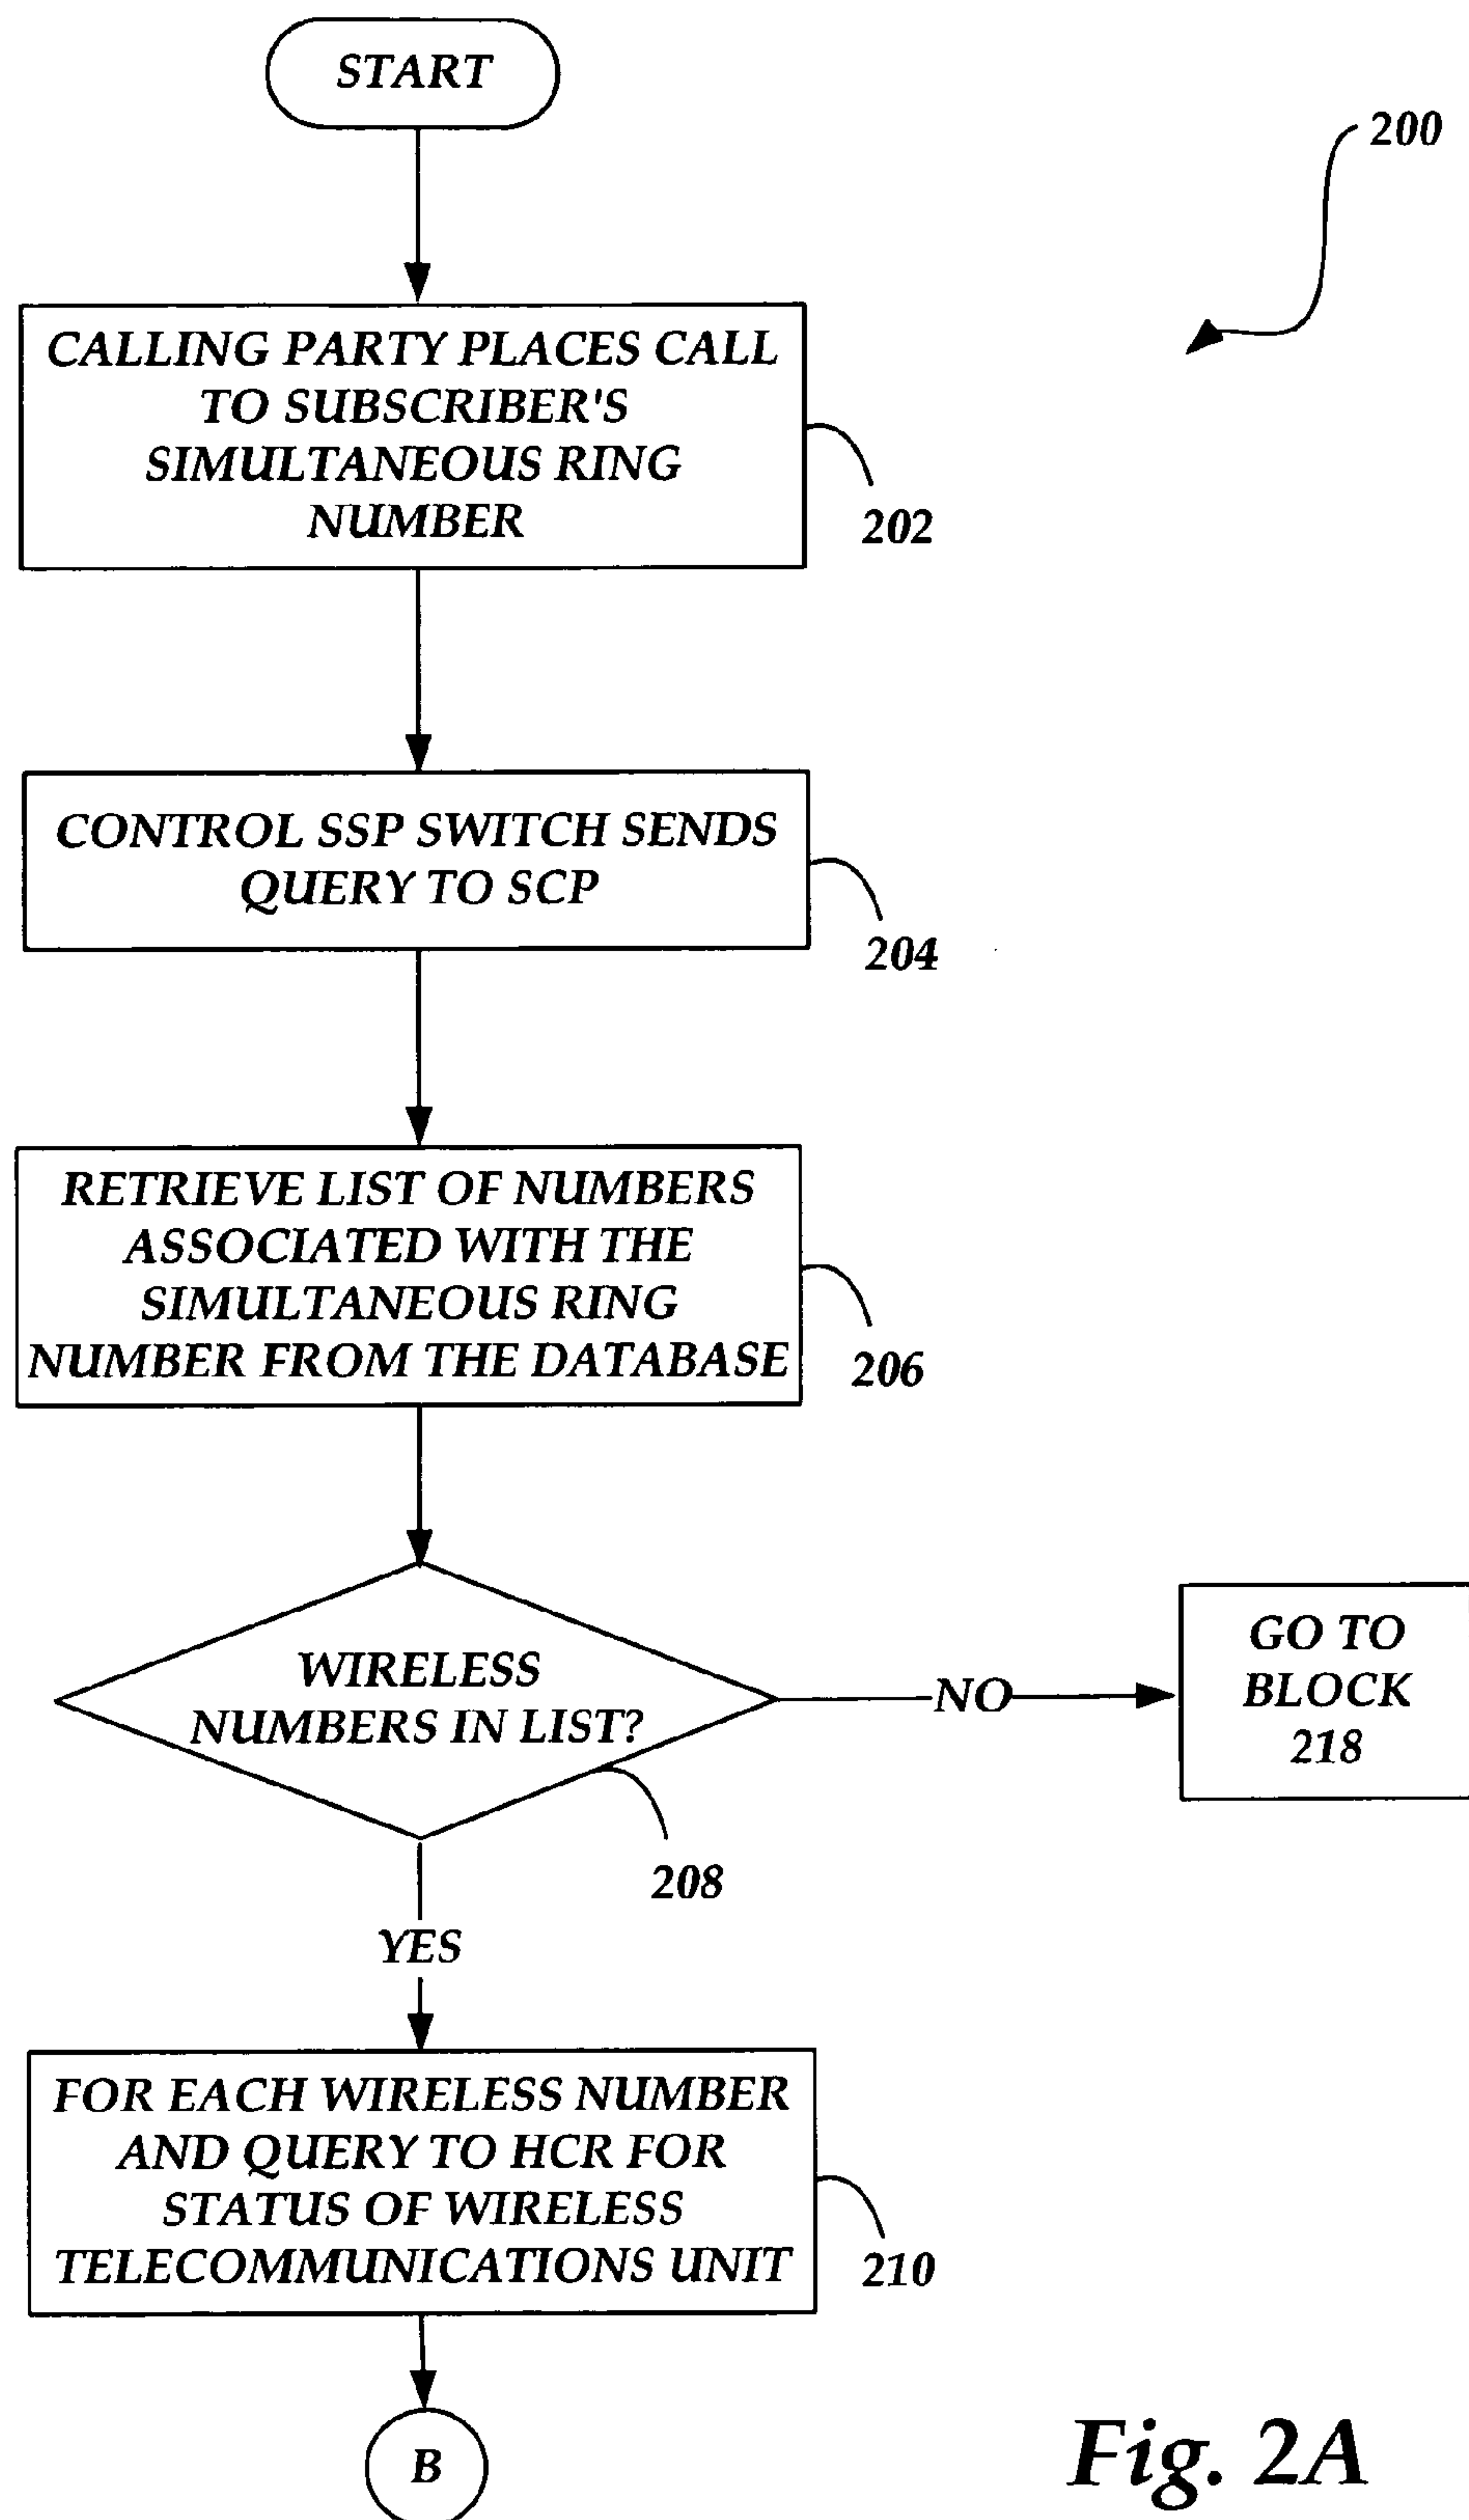 START
200
CALLING PARTY PLACES CALL
TO SUBSCRIBER'S
SIMULTANEOUS RING
NUMBER
202
CONTROL SSP SWITCH SENDS
QUERY TO SCP
204
RETRIEVE LIST OF NUMBERS
ASSOCIATED WITH THE
SIMULTANEOUS RING
NUMBER FROM THE DATABASE
206
WIRELESS
NUMBERS IN LIST?
NO
GO TO
BLOCK
218
208
YES
FOR EACH WIRELESS NUMBER
AND QUERY TO HCR FOR
STATUS OF WIRELESS
TELECOMMUNICATIONS UNIT
210
B
Fig. 2A